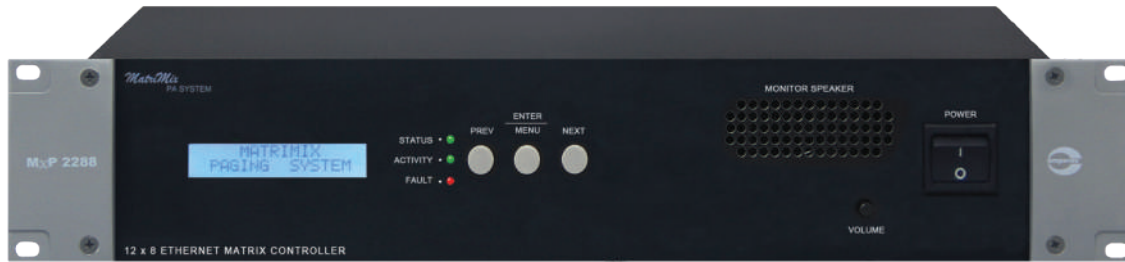 MatriMix
PA SYSTEM
MxP 2288
MATRIMIX
PAGING SYSTEM
STATUS
ACTIVITY
FAULT
PREV
ENTER
MENU
NEXT
MONITOR SPEAKER
POWER
I
O
VOLUME
12 x 8 ETHERNET MATRIX CONTROLLER